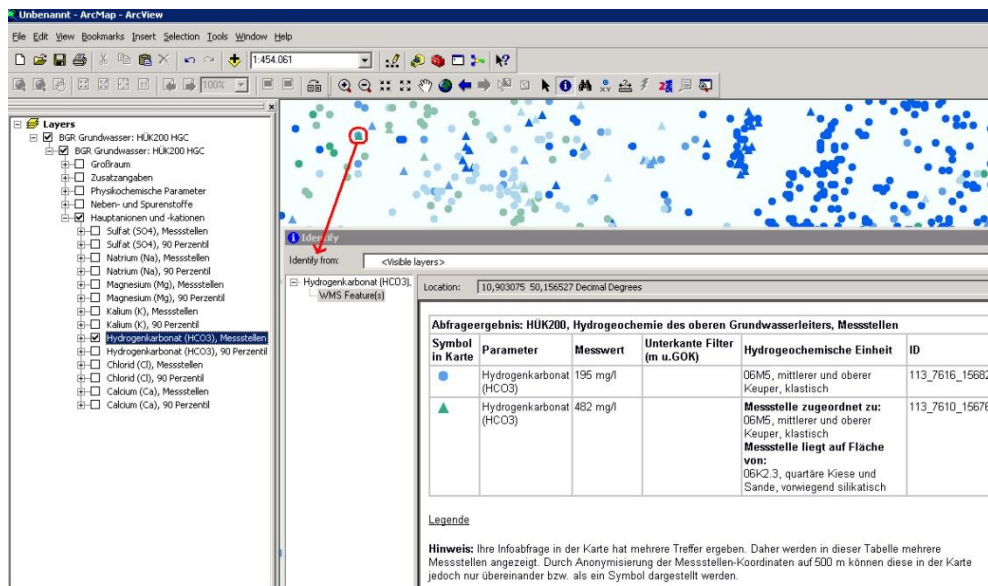 Unbenannt - ArcMap - ArcView
File Edit View Bookmarks Insert Selection Tools Window Help
1:454.061
100%
Layers
BGR Grundwasser: HÜK200 HGC
BGR Grundwasser: HÜK200 HGC
Großraum
Zusatzangaben
Physikochemische Parameter
Neben- und Spurenstoffe
Hauptanionen und -kationen
Sulfat (SO4), Messstellen
Sulfat (SO4), 90 Perzentil
Natrium (Na), Messstellen
Natrium (Na), 90 Perzentil
Magnesium (Mg), Messstellen
Magnesium (Mg), 90 Perzentil
Kalium (K), Messstellen
Kalium (K), 90 Perzentil
Hydrogenkarbonat (HCO3), Messstellen
Hydrogenkarbonat (HCO3), 90 Perzentil
Chlorid (Cl), Messstellen
Chlorid (Cl), 90 Perzentil
Calcium (Ca), Messstellen
Calcium (Ca), 90 Perzentil
Identify
Identify from: <Visible layers>
Hydrogenkarbonat (HCO3),
WMS Feature(s)
Location: 10,903075 50,156527 Decimal Degrees
Abfrageergebnis: HÜK200, Hydrogeochemie des oberen Grundwasserleiters, Messstellen
Symbol in Karte Parameter Messwert Unterkante Filter (m u.GOK) Hydrogeochemische Einheit ID
Hydrogenkarbonat (HCO3) 195 mg/l 06M5, mittlerer und oberer Keuper, klastisch 113_7616_15682
Hydrogenkarbonat (HCO3) 482 mg/l Messstelle zugeordnet zu: 113_7610_15676
06M5, mittlerer und oberer
Keuper, klastisch
Messstelle liegt auf Fläche
von:
06K2.3, quartäre Kiese und
Sande, vorwiegend silikatisch
Legende
Hinweis: Ihre Infoabfrage in der Karte hat mehrere Treffer ergeben. Daher werden in dieser Tabelle mehrere
Messstellen angezeigt. Durch Anonymisierung der Messstellen-Koordinaten auf 500 m können diese in der Karte
jedoch nur übereinander bzw. als ein Symbol dargestellt werden.